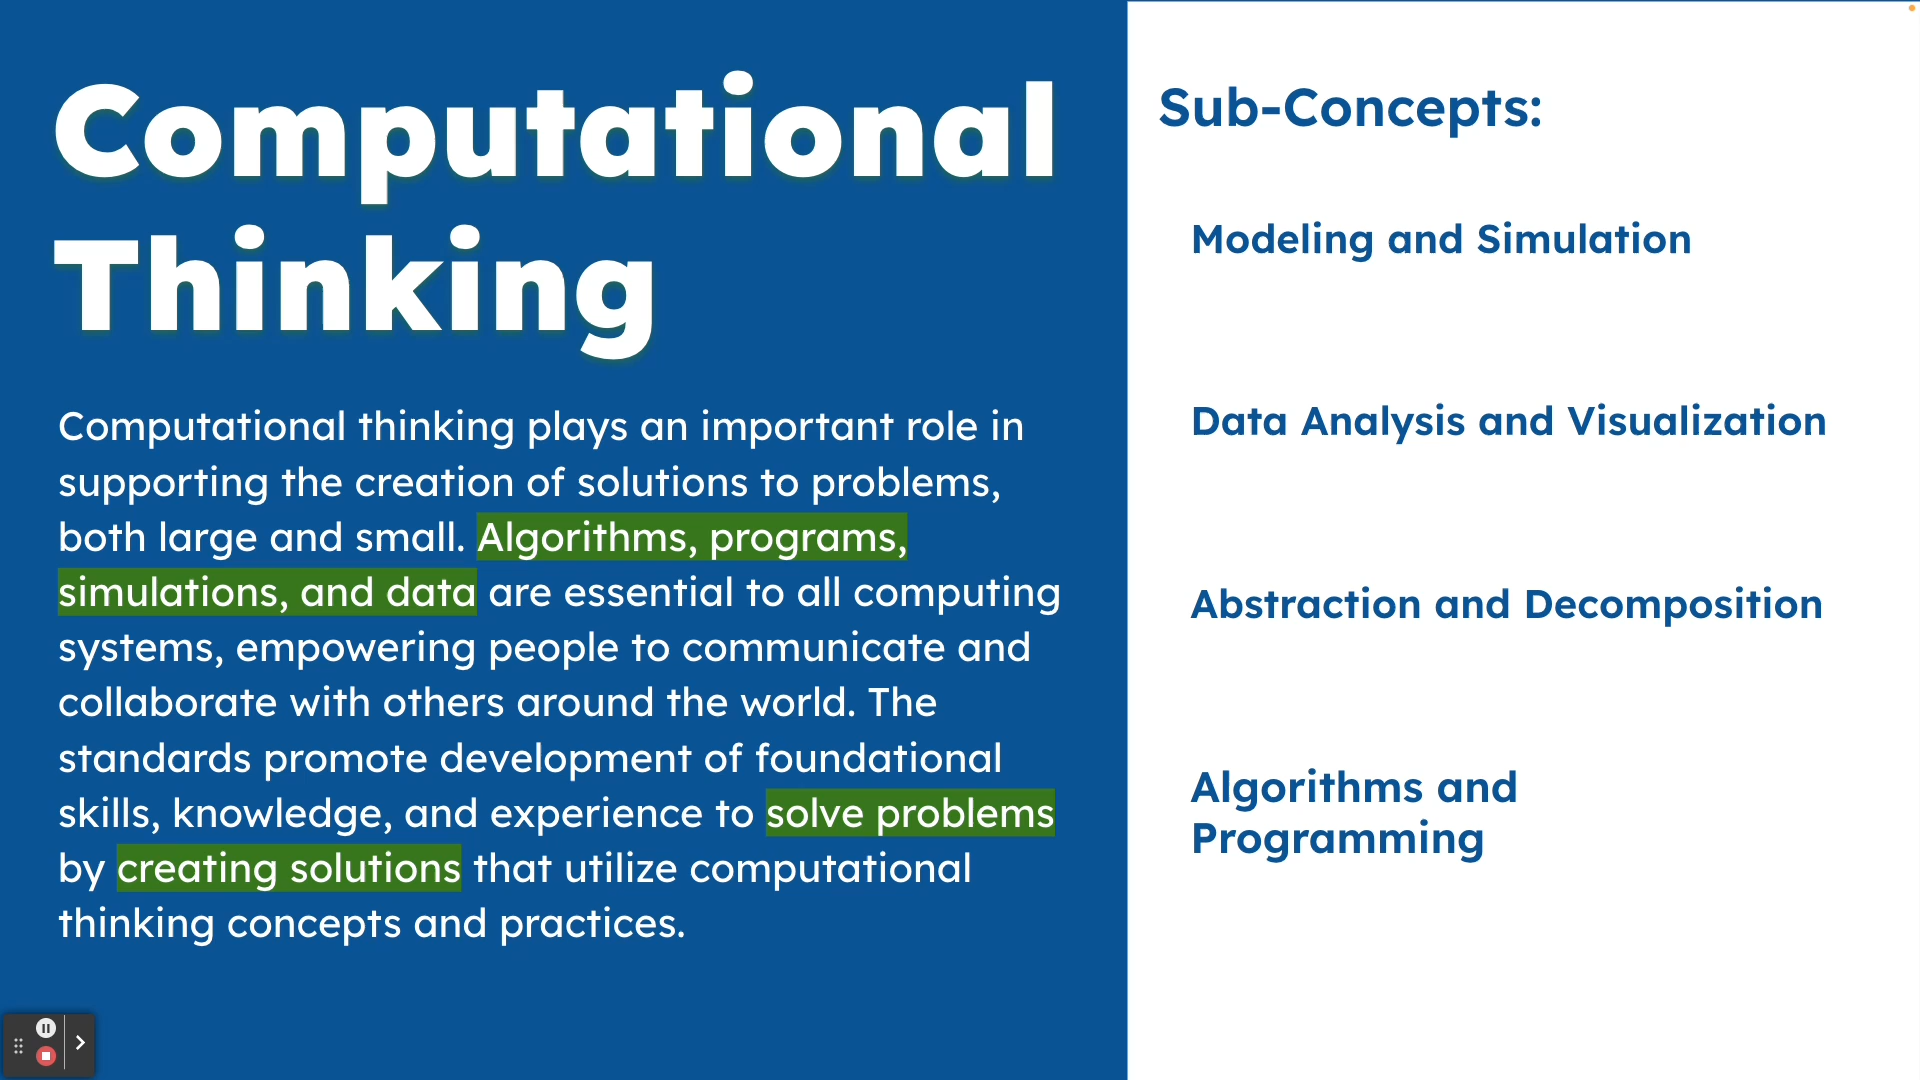 Computational
Thinking
Computational thinking plays an important role in
supporting the creation of solutions to problems,
both large and small. Algorithms, programs,
simulations, and data are essential to all computing
systems, empowering people to communicate and
collaborate with others around the world. The
standards promote development of foundational
skills, knowledge, and experience to solve problems
by creating solutions that utilize computational
thinking concepts and practices.
Sub-Concepts:
Modeling and Simulation
Data Analysis and Visualization
Abstraction and Decomposition
Algorithms and
Programming